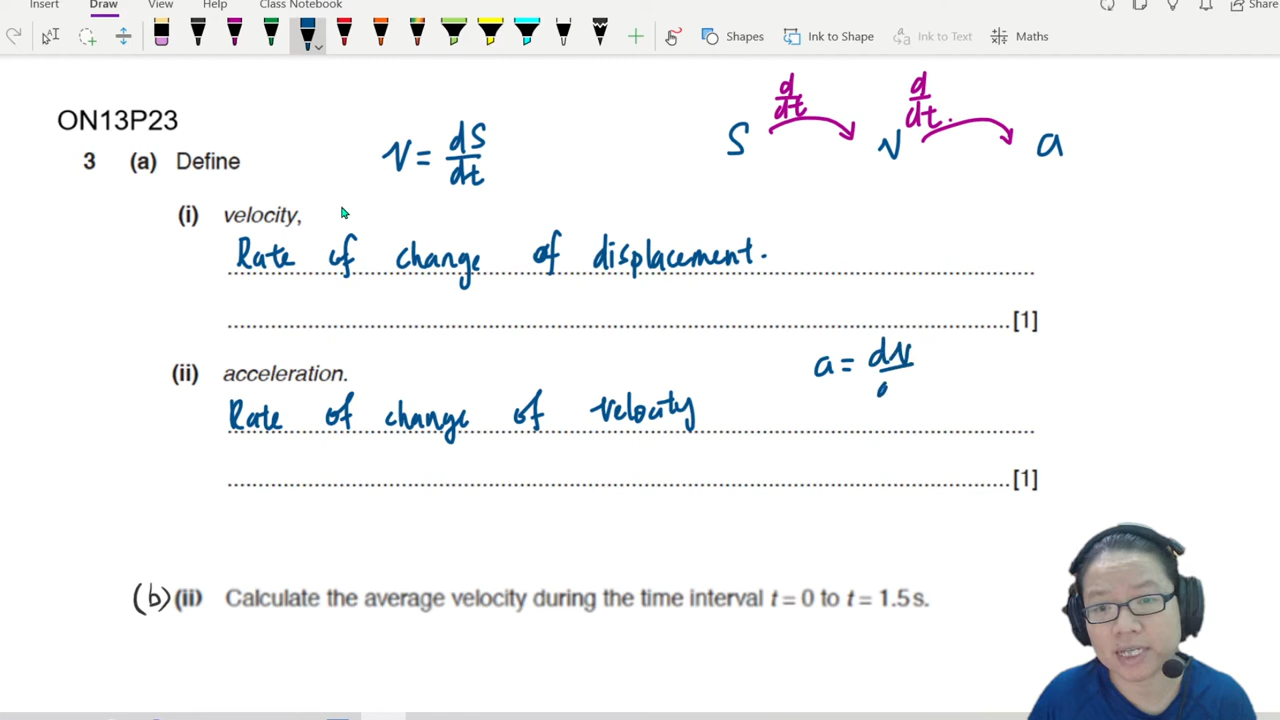 Insert Draw View Help Class Notebook Share
Shapes Ink to Shape Ink to Text Maths
ON13P23
3 (a) Define
v = ds/dt
s d/dt v d/dt a
(i) velocity,
Rate of change of displacement.
[1]
(ii) acceleration.
a = dv/
Rate of change of velocity
[1]
(b) (ii) Calculate the average velocity during the time interval t = 0 to t = 1.5 s.